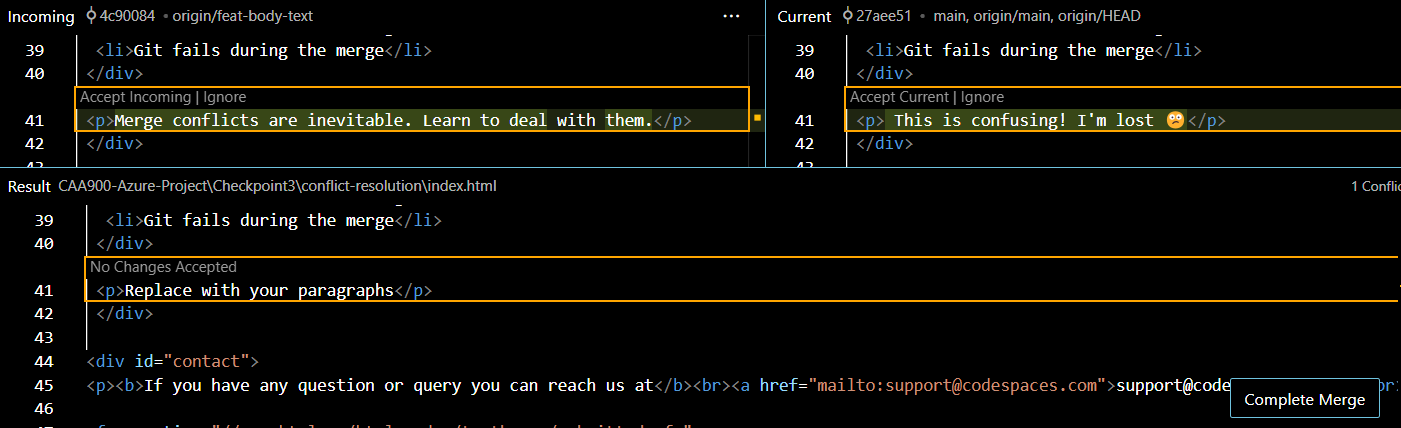 Incoming 4c90084 • origin/feat-body-text ···
39 <li>Git fails during the merge</li>
40 </div>
Accept Incoming | Ignore
41 <p>Merge conflicts are inevitable. Learn to deal with them.</p>
42 </div>
Current 27aee51 • main, origin/main, origin/HEAD
39 <li>Git fails during the merge</li>
40 </div>
Accept Current | Ignore
41 <p> This is confusing! I'm lost 😟</p>
42 </div>
Result CAA900-Azure-Project\Checkpoint3\conflict-resolution\index.html
1 Conflic
39 <li>Git fails during the merge</li>
40 </div>
No Changes Accepted
41 <p>Replace with your paragraphs</p>
42 </div>
43
44 <div id="contact">
45 <p><b>If you have any question or query you can reach us at</b><br><a href="mailto:support@codespaces.com">support@code
46
Complete Merge